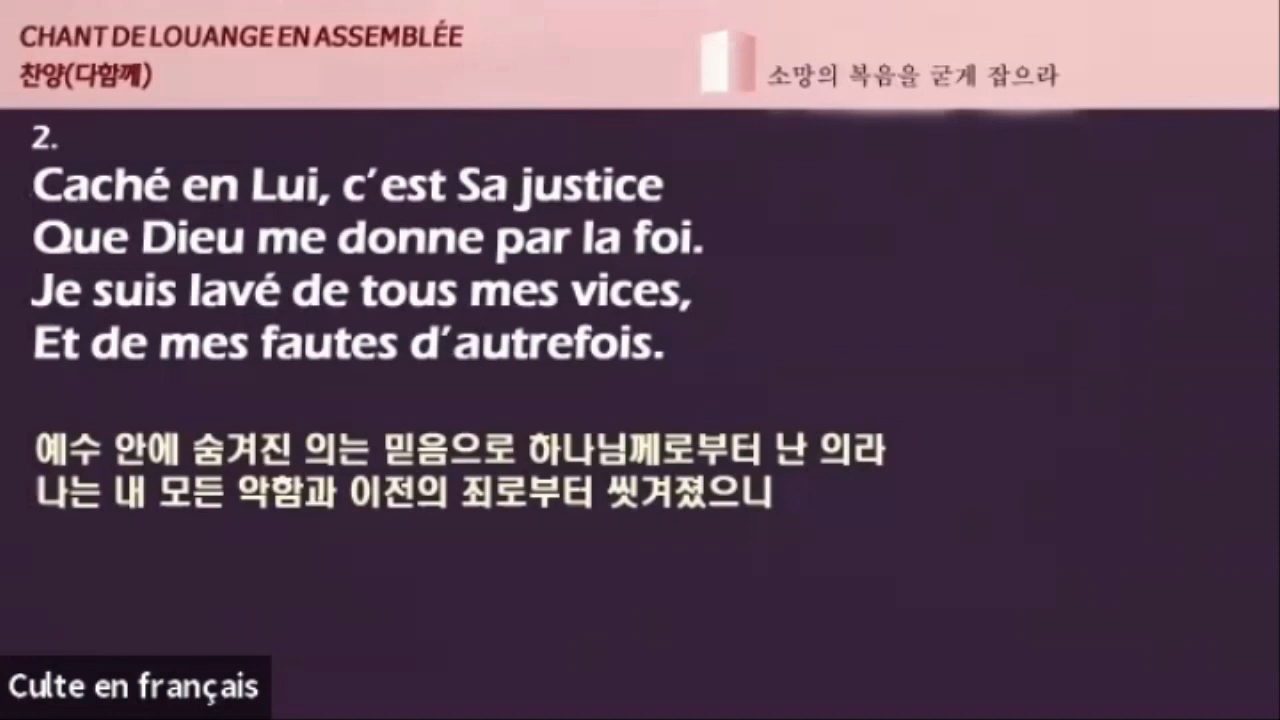 CHANT DE LOUANGE EN ASSEMBLÉE
찬양(다함께)
소망의 복음을 굳게 잡으라
2.
Caché en Lui, c’est Sa justice
Que Dieu me donne par la foi.
Je suis lavé de tous mes vices,
Et de mes fautes d’autrefois.
예수 안에 숨겨진 의는 믿음으로 하나님께로부터 난 의라
나는 내 모든 악함과 이전의 죄로부터 씻겨졌으니
Culte en français